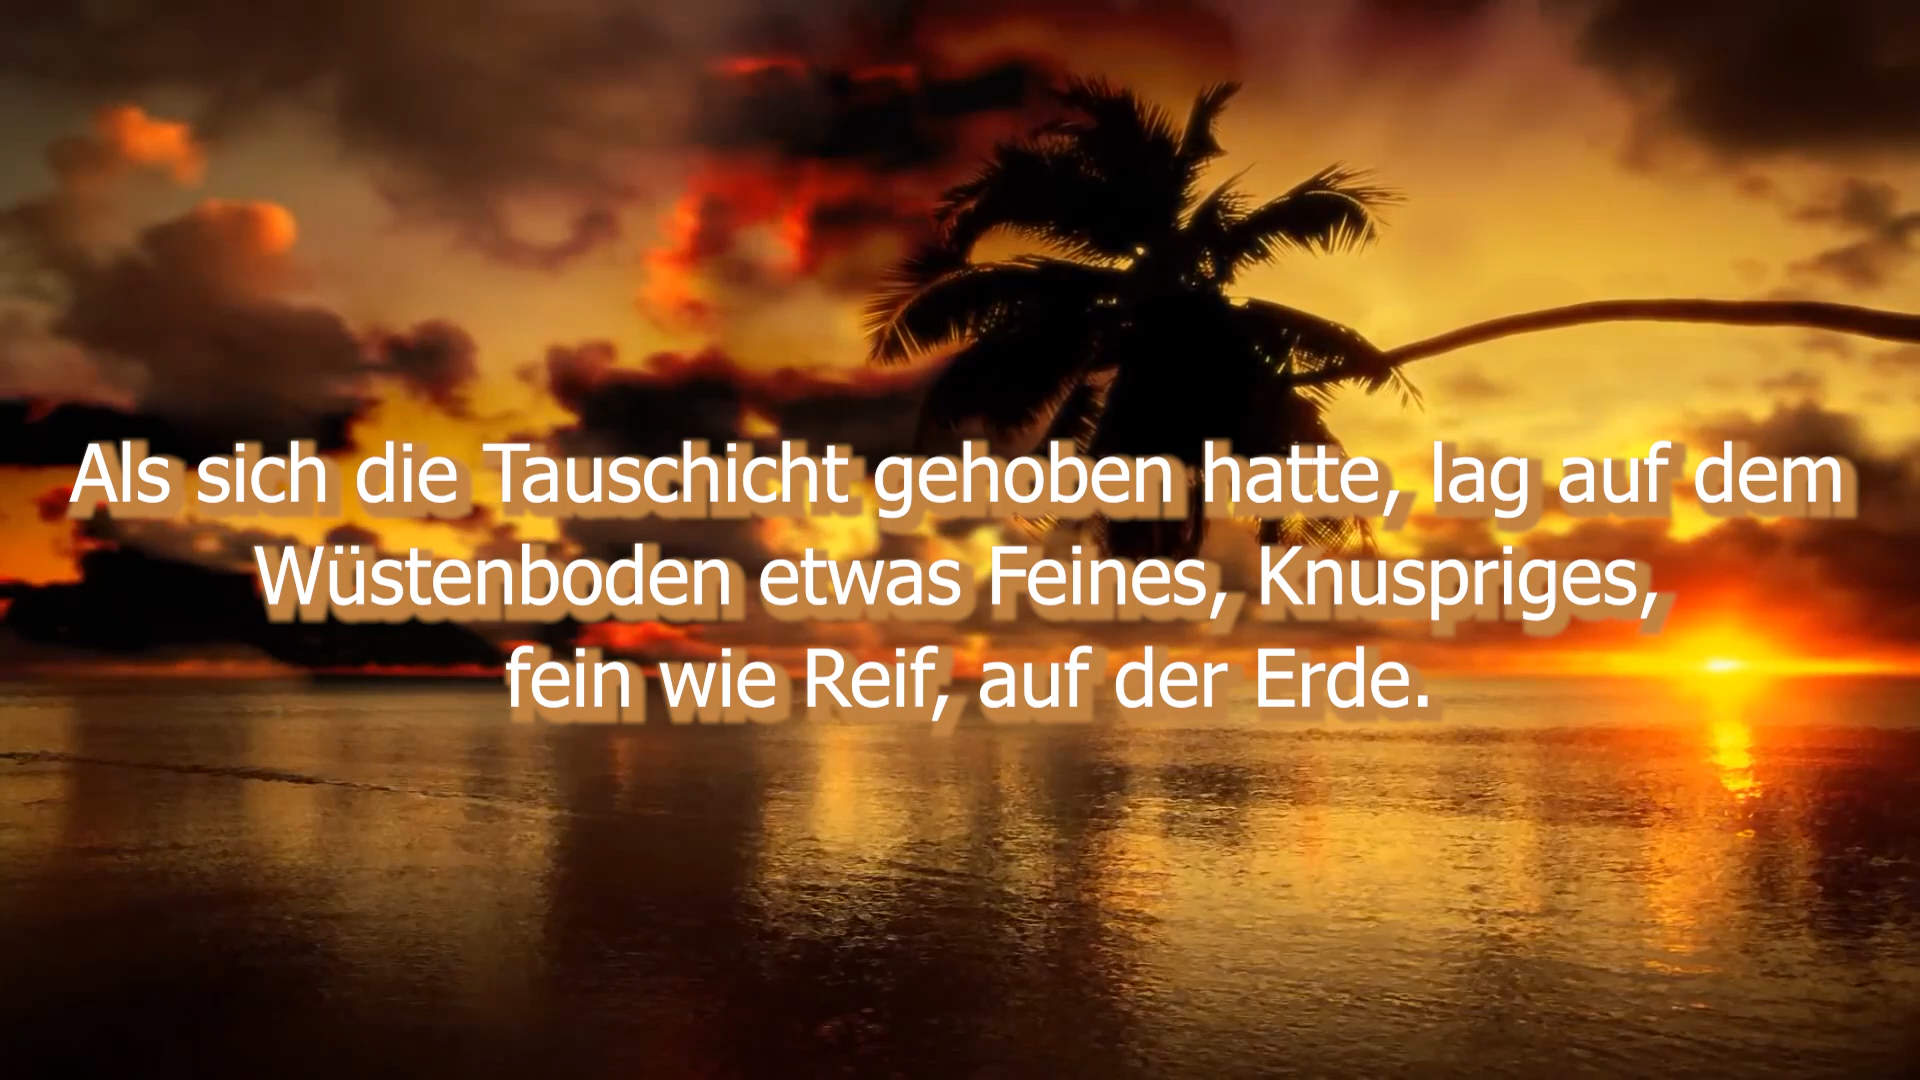 Als sich die Tauschicht gehoben hatte, lag auf dem
Wüstenboden etwas Feines, Knuspriges,
fein wie Reif, auf der Erde.